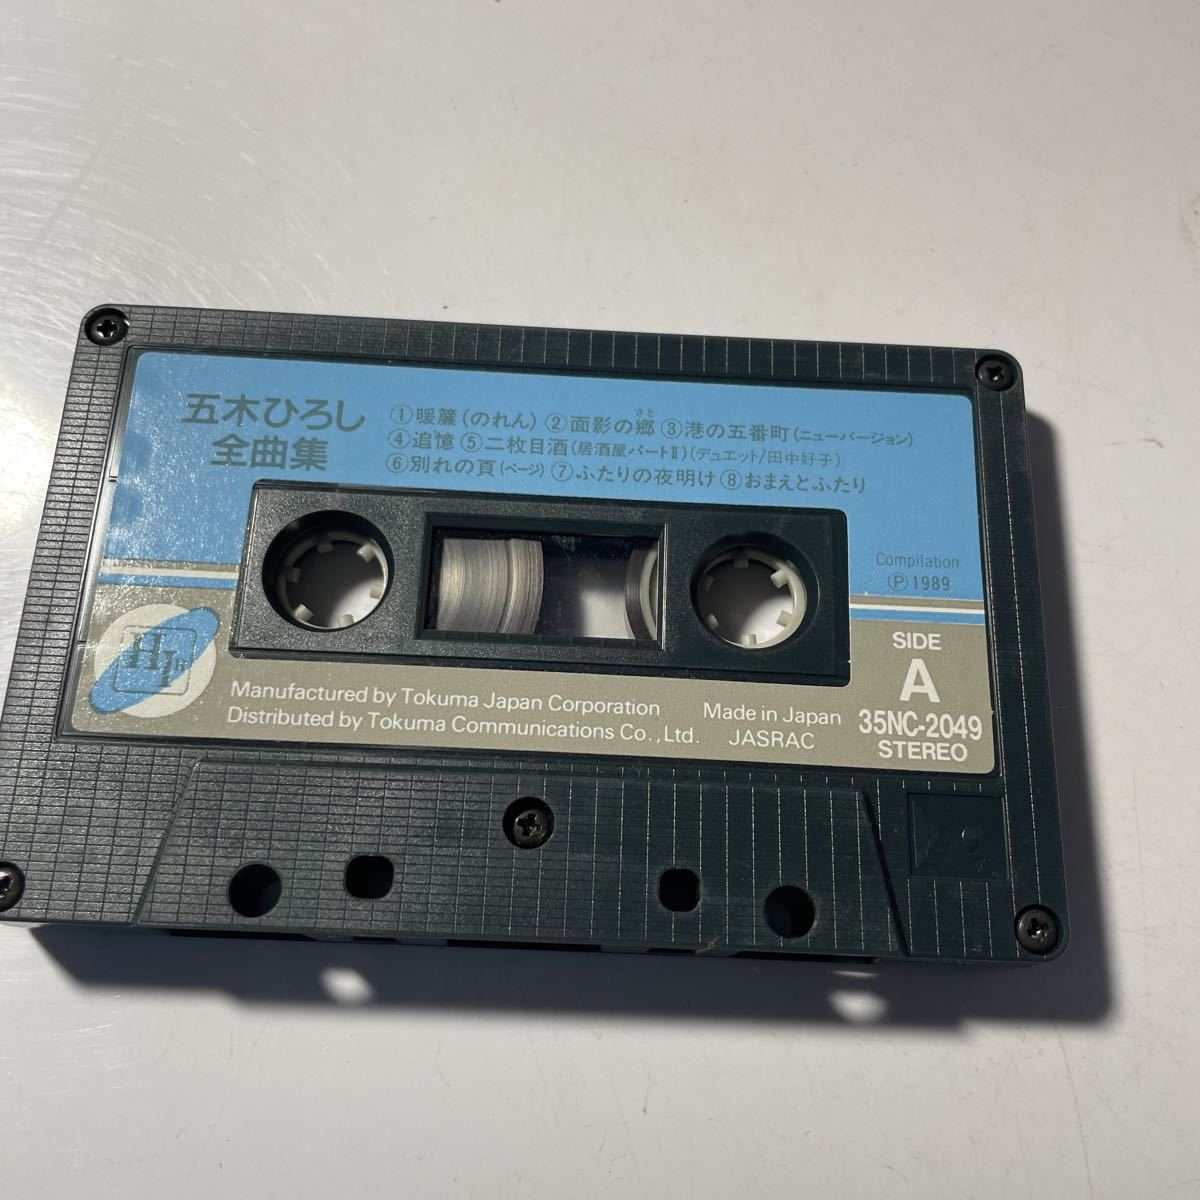 五木ひろし
全曲集
①暖簾(のれん) ②面影の郷(さと) ③港の五番町(ニューバージョン)
④追憶 ⑤二枚目酒(居酒屋パートⅡ)(デュエット/田中好子)
⑥別れの頁(ページ) ⑦ふたりの夜明け ⑧おまえとふたり
Compilation
Ⓟ1989
SIDE
A
35NC-2049
STEREO
Manufactured by Tokuma Japan Corporation
Distributed by Tokuma Communications Co.,Ltd.
Made in Japan
JASRAC